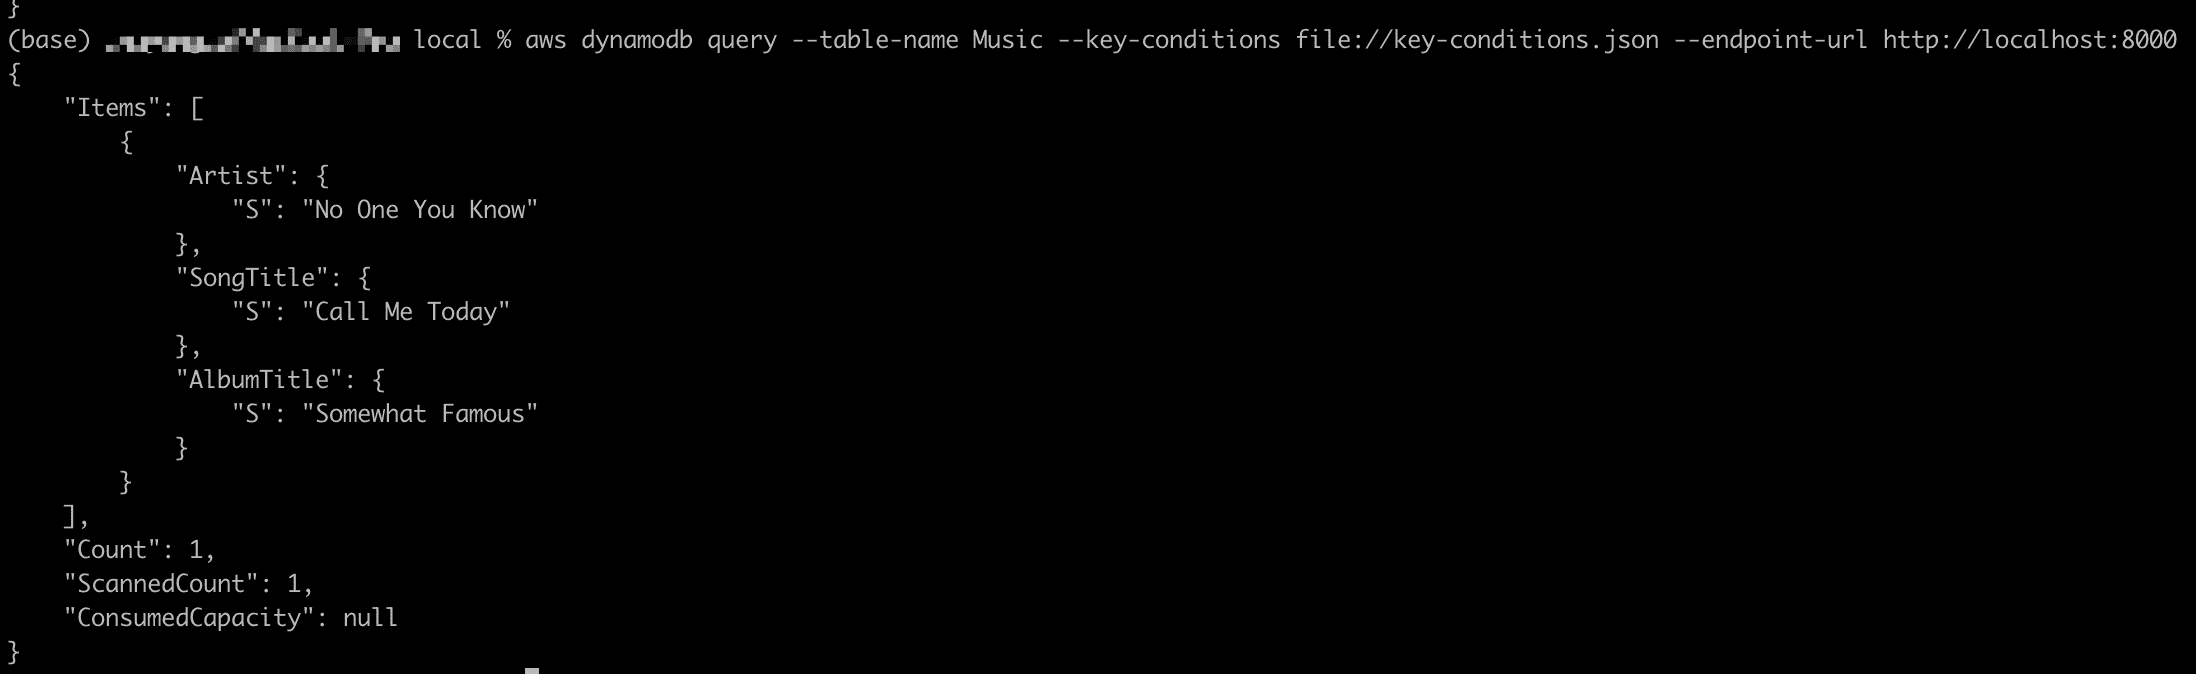 }
(base) local % aws dynamodb query --table-name Music --key-conditions file://key-conditions.json --endpoint-url http://localhost:8000
{
    "Items": [
        {
            "Artist": {
                "S": "No One You Know"
            },
            "SongTitle": {
                "S": "Call Me Today"
            },
            "AlbumTitle": {
                "S": "Somewhat Famous"
            }
        }
    ],
    "Count": 1,
    "ScannedCount": 1,
    "ConsumedCapacity": null
}